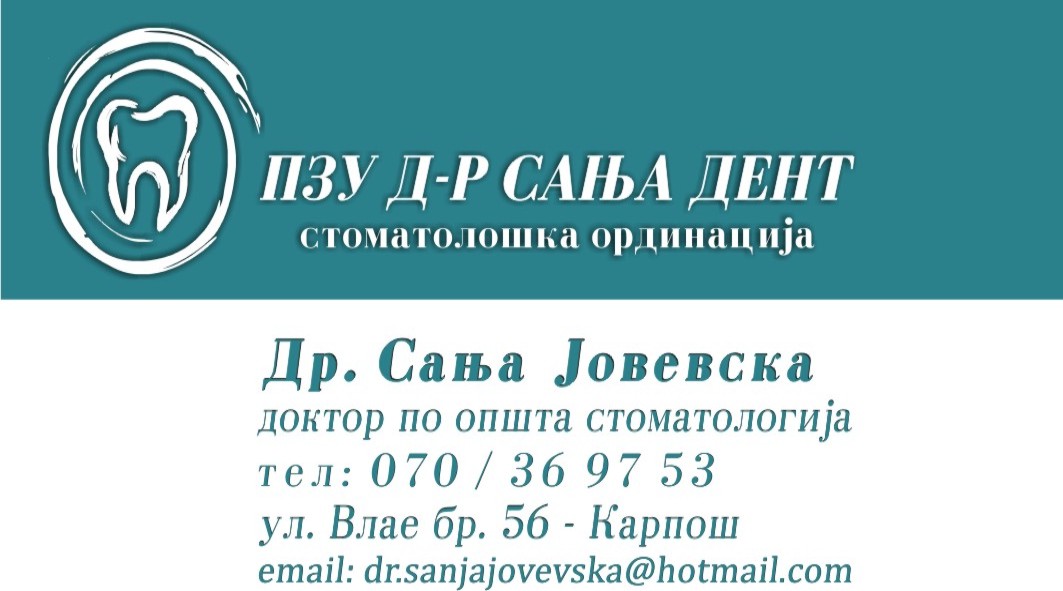 ПЗУ Д-Р САЊА ДЕНТ
стоматолошка ординација
Др. Сања Јовевска
доктор по општа стоматологија
тел: 070 / 36 97 53
ул. Влае бр. 56 - Карпош
email: dr.sanjajovevska@hotmail.com